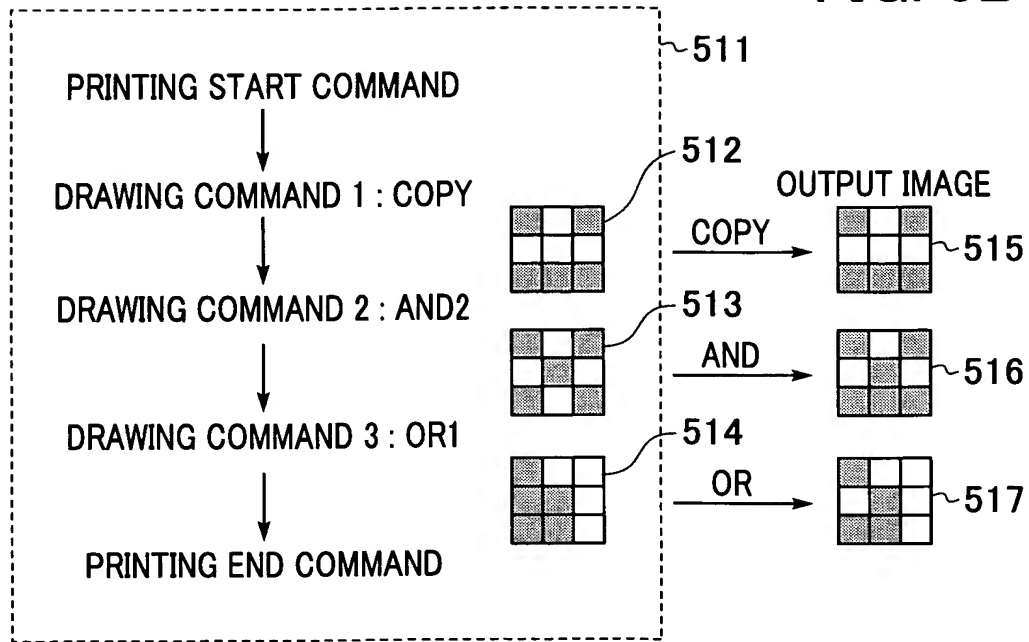 511
PRINTING START COMMAND
512
DRAWING COMMAND 1 : COPY
OUTPUT IMAGE
COPY
515
DRAWING COMMAND 2 : AND2
513
AND
516
DRAWING COMMAND 3 : OR1
514
OR
517
PRINTING END COMMAND